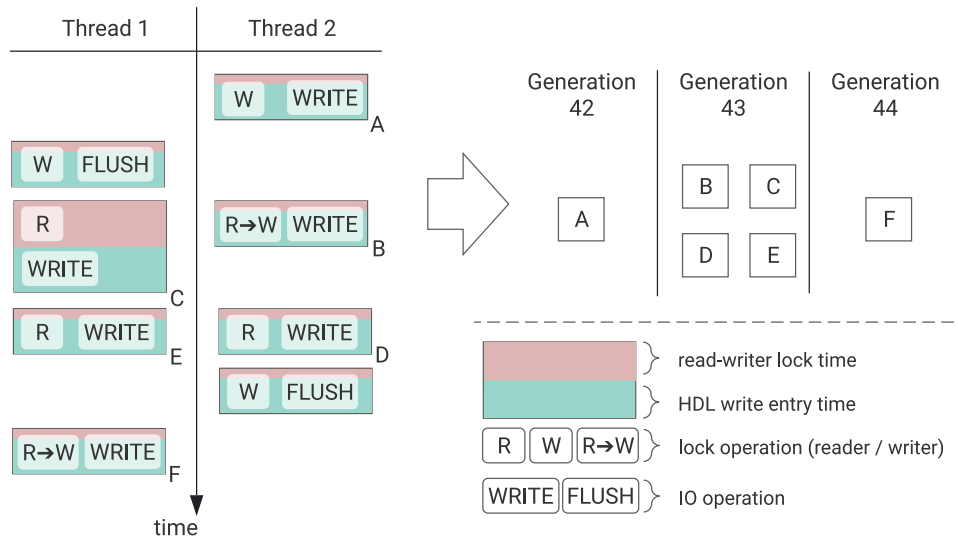 Thread 1
Thread 2
W WRITE
A
W FLUSH
R
WRITE
C
R→W WRITE
B
R WRITE
E
R WRITE
D
W FLUSH
R→W WRITE
F
time
Generation
42
Generation
43
Generation
44
A
B C
D E
F
read-writer lock time
HDL write entry time
R W R→W lock operation (reader / writer)
WRITE FLUSH IO operation